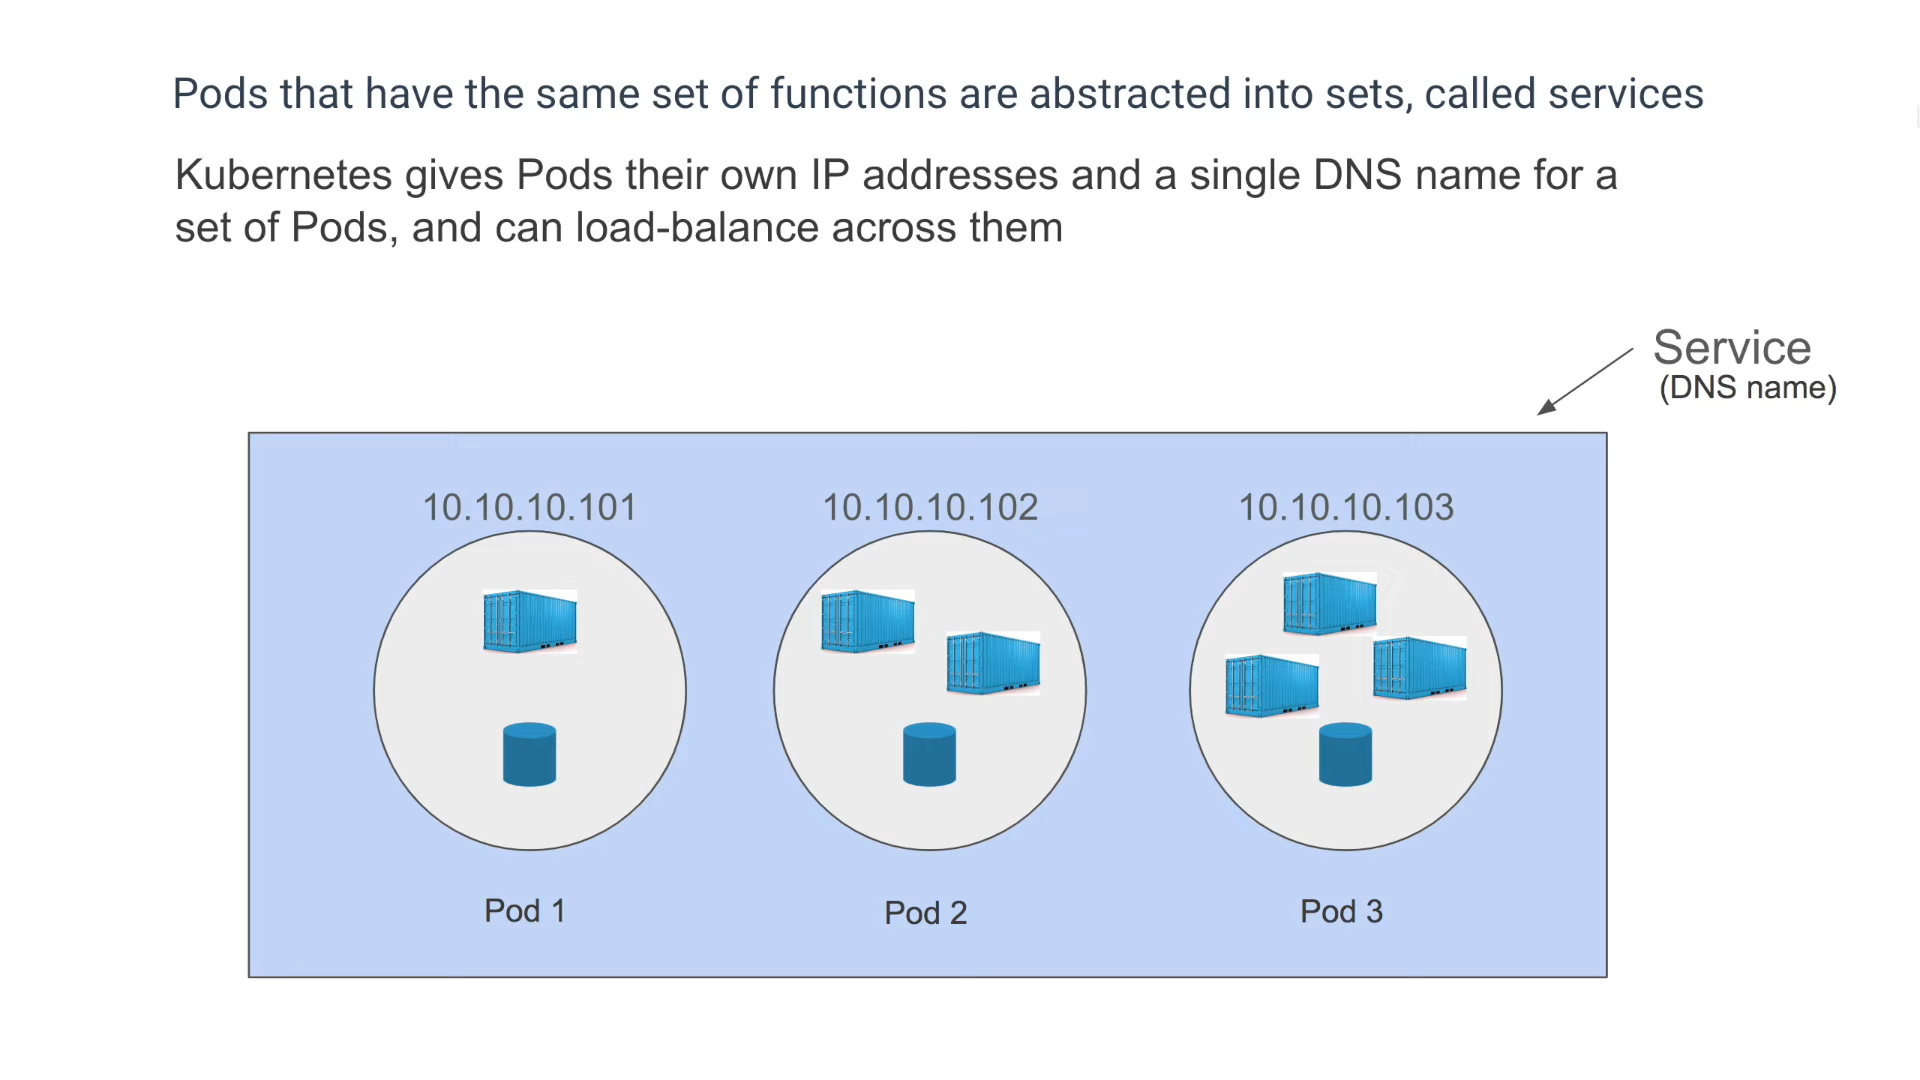 Pods that have the same set of functions are abstracted into sets, called services
Kubernetes gives Pods their own IP addresses and a single DNS name for a
set of Pods, and can load-balance across them
Service
(DNS name)
10.10.10.101
10.10.10.102
10.10.10.103
Pod 1
Pod 2
Pod 3